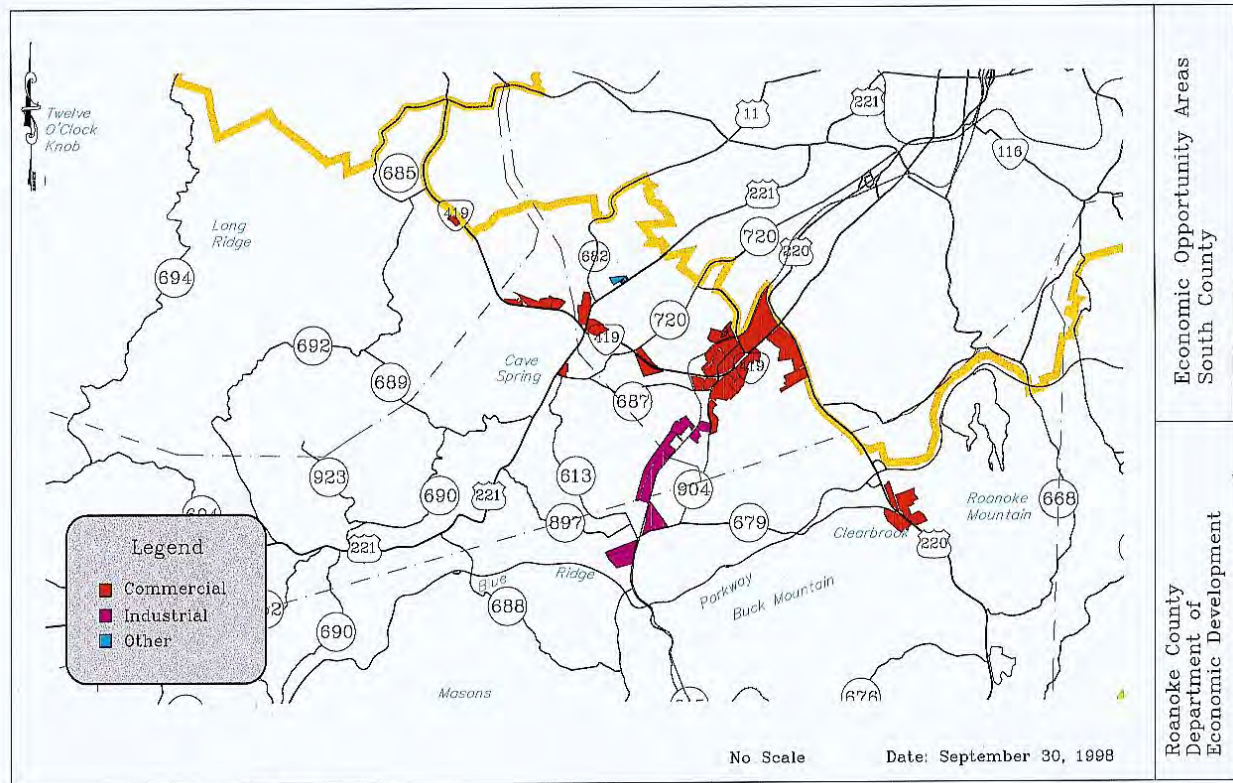 Twelve
O'Clock
Knob
11
221
116
685
419
Long
Ridge
221
720
220
694
682
720
692
419
Cave
Spring
419
689
687
923
690
221
613
904
Roanoke
Mountain
668
897
679
Clearbrook
220
221
Blue
Ridge
Parkway
Buck Mountain
688
690
Masons
676
Legend
Commercial
Industrial
Other
No Scale
Date: September 30, 1998
Economic Opportunity Areas
South County
Roanoke County
Department of
Economic Development